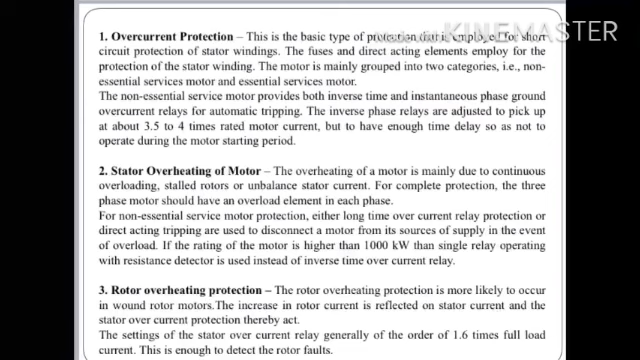 KINEMASTER
1. Overcurrent Protection – This is the basic type of protection that is employed for short
circuit protection of stator windings. The fuses and direct acting elements employ for the
protection of the stator winding. The motor is mainly grouped into two categories, i.e., non-
essential services motor and essential services motor.
The non-essential service motor provides both inverse time and instantaneous phase ground
overcurrent relays for automatic tripping. The inverse phase relays are adjusted to pick up
at about 3.5 to 4 times rated motor current, but to have enough time delay so as not to
operate during the motor starting period.
2. Stator Overheating of Motor – The overheating of a motor is mainly due to continuous
overloading, stalled rotors or unbalance stator current. For complete protection, the three
phase motor should have an overload element in each phase.
For non-essential service motor protection, either long time over current relay protection or
direct acting tripping are used to disconnect a motor from its sources of supply in the event
of overload. If the rating of the motor is higher than 1000 kW than single relay operating
with resistance detector is used instead of inverse time over current relay.
3. Rotor overheating protection – The rotor overheating protection is more likely to occur
in wound rotor motors.The increase in rotor current is reflected on stator current and the
stator over current protection thereby act.
The settings of the stator over current relay generally of the order of 1.6 times full load
current. This is enough to detect the rotor faults.